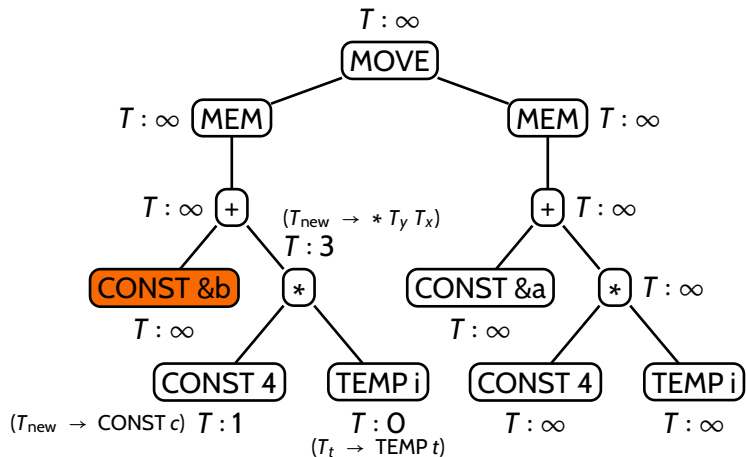 T : ∞
MOVE
T : ∞ MEM MEM T : ∞
T : ∞ + (T_new → * T_y T_x) + T : ∞
T : 3
CONST &b * CONST &a * T : ∞
T : ∞ T : ∞
CONST 4 TEMP i CONST 4 TEMP i
(T_new → CONST c) T : 1 T : 0 T : ∞ T : ∞
(T_t → TEMP t)